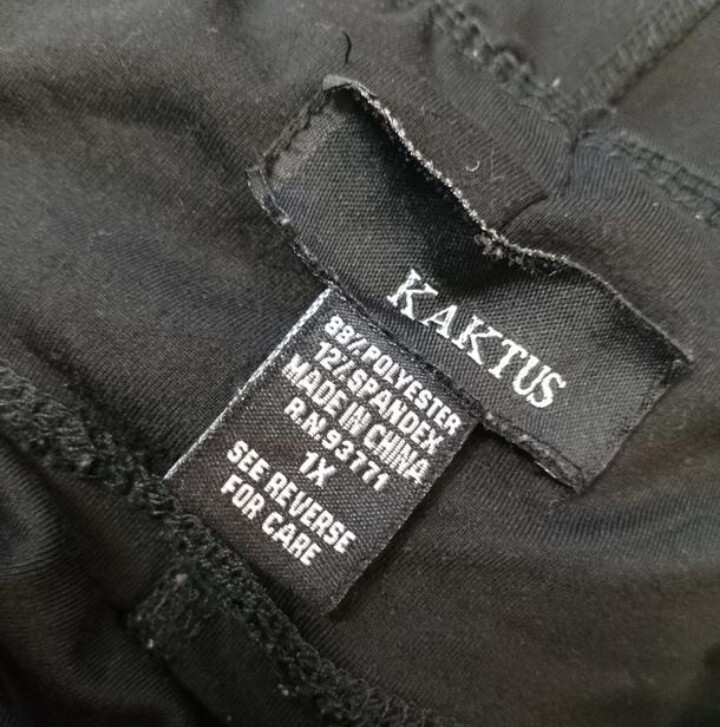 KAKTUS
88% POLYESTER
12% SPANDEX
MADE IN CHINA
R.N.93771
1X
SEE REVERSE
FOR CARE